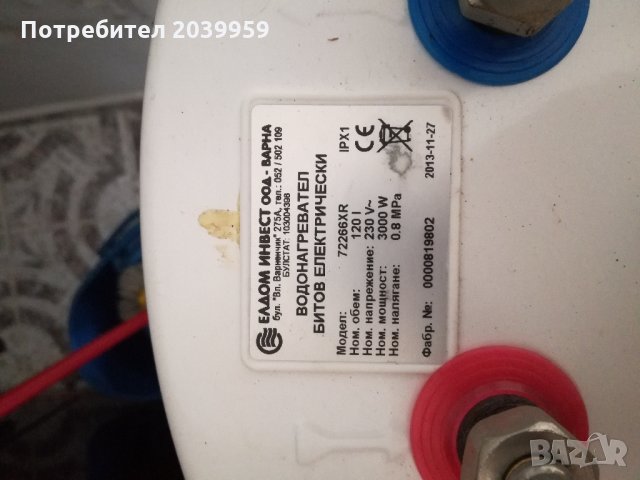 Потребител 2039959
ЕЛДОМ ИНВЕСТ ООД - ВАРНА
бул. "Вл. Варненчик" 275А, тел.: 052 / 502 109
БУЛСТАТ: 103004398
ВОДОНАГРЕВАТЕЛ
БИТОВ ЕЛЕКТРИЧЕСКИ
Модел: 72266XR IPX1
Ном. обем: 120 l
Ном. напрежение: 230 V~
Ном. мощност: 3000 W
Ном. налягане: 0.8 MPa
Фабр. №: 0000819802 2013-11-27
BAZAR